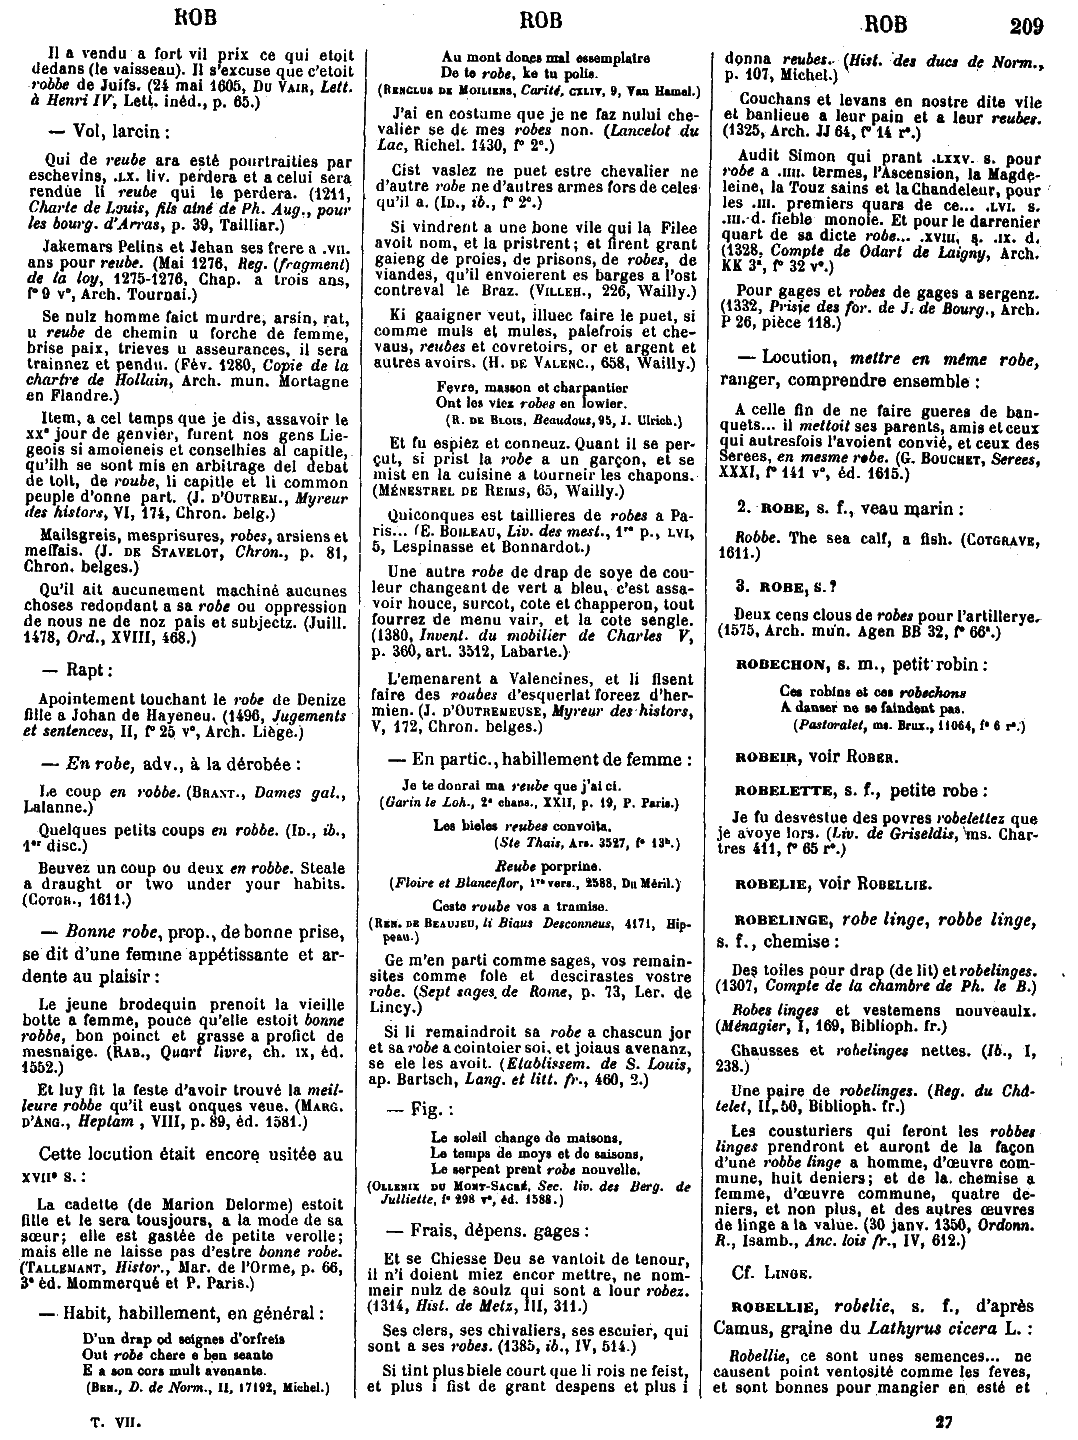 ROB
ROB
ROB
209
Il a vendu a fort vil prix ce qui etoit
dedans (le vaisseau). Il s'excuse que c'etoit
robbe de Juifs. (24 mai 1605, DU VAIR, Lett.
à Henri IV, Lett. inéd., p. 65.)
— Vol, larcin :
Qui de reube ara esté pourtraities par
eschevins, .LX. liv. perdera et a celui sera
rendue li reube qui le perdera. (1211,
Charte de Louis, fils aîné de Ph. Aug., pour
les bourg. d'Arras, p. 39, Tailliar.)
Jakemars Pelins et Jehan ses frere a .VII.
ans pour reube. (Mai 1276, Reg. (fragment)
de la loy, 1275-1276, Chap. a trois ans,
f° 9 v°, Arch. Tournai.)
Se nulz homme faict murdre, arsin, rat,
u reube de chemin u forche de femme,
brise paix, trieves u asseurances, il sera
trainnez et pendu. (Fév. 1280, Copie de la
chartre de Hollain, Arch. mun. Mortagne
en Flandre.)
Item, a cel temps que je dis, assavoir le
XX° jour de genvier, furent nos gens Lie-
geois si amoieneis et conselhies al capitle,
qu'ilh se sont mis en arbitrage del debat
de tolt, de roube, li capitle et li common
peuple d'onne part. (J. D'OUTREM., Myreur
des histors, VI, 174, Chron. belg.)
Mailsgreis, mesprisures, robes, arsiens et
meffais. (J. DE STAVELOT, Chron., p. 81,
Chron. belges.)
Qu'il ait aucunement machiné aucunes
choses redondant a sa robe ou oppression
de nous ne de noz pais et subjectz. (Juill.
1478, Ord., XVIII, 468.)
— Rapt :
Apointement touchant le robe de Denize
fille a Johan de Hayeneu. (1496, Jugements
et sentences, II, f° 25 v°, Arch. Liège.)
— En robe, adv., à la dérobée :
Le coup en robbe. (BRANT., Dames gal.,
Lalanne.)
Quelques petits coups en robbe. (ID., ib.,
1er disc.)
Beuvez un coup ou deux en robbe. Steale
a draught or two under your habits.
(COTGR., 1611.)
— Bonne robe, prop., de bonne prise,
se dit d'une femme appétissante et ar-
dente au plaisir :
Le jeune brodequin prenoit la vieille
botte a femme, pouce qu'elle estoit bonne
robbe, bon poinct et grasse a profict de
mesnaige. (RAB., Quart livre, ch. IX, éd.
1552.)
Et luy fit la feste d'avoir trouvé la meil-
leure robbe qu'il eust onques veue. (MARG.
D'ANG., Heptam , VIII, p. 89, éd. 1581.)
Cette locution était encore usitée au
XVII° S. :
La cadette (de Marion Delorme) estoit
fille et le sera tousjours, a la mode de sa
sœur; elle est gastée de petite verolle;
mais elle ne laisse pas d'estre bonne robe.
(TALLEMANT, Histor., Mar. de l'Orme, p. 66,
3° éd. Mommerqué et P. Paris.)
— Habit, habillement, en général :
D'un drap od seignes d'orfreis
Out robe chere e ben seante
E a son cors mult avenante.
(BEN., D. de Norm., II, 17192, Michel.)
T. VII.
Au mont dones mal essemplaire
De te robe, ke tu polis.
(RENCLUS DE MOILIENS, Carité, CXLIV, 9, Van Hamel.)
J'ai en costume que je ne faz nului che-
valier se de mes robes non. (Lancelot du
Lac, Richel. 1430, f° 2°.)
Cist vaslez ne puet estre chevalier ne
d'autre robe ne d'autres armes fors de celes
qu'il a. (ID., ib., f° 2°.)
Si vindrent a une bone vile qui la Filee
avoit nom, et la pristrent; et firent grant
gaieng de proies, de prisons, de robes, de
viandes, qu'il envoierent es barges a l'ost
contreval le Braz. (VILLEH., 226, Wailly.)
Ki gaaigner veut, illuec faire le puet, si
comme muls et mules, palefrois et che-
vaus, reubes et covretoirs, or et argent et
autres avoirs. (H. DE VALENC., 658, Wailly.)
Fevre, masson et charpantier
Ont les viez robes en lowier.
(R. DE BLOIS, Beaudous, 95, J. Ulrich.)
Et fu espiez et conneuz. Quant il se per-
çut, si prist la robe a un garçon, et se
mist en la cuisine a tourneir les chapons.
(MÉNESTREL DE REIMS, 65, Wailly.)
Quiconques est taillieres de robes a Pa-
ris... (E. BOILEAU, Liv. des mest., 1re p., LVI,
5, Lespinasse et Bonnardot.)
Une autre robe de drap de soye de cou-
leur changeant de vert a bleu, c'est assa-
voir houce, surcot, cote et chapperon, tout
fourrez de menu vair, et la cote sengle.
(1380, Invent. du mobilier de Charles V,
p. 360, art. 3512, Labarte.)
L'emenarent a Valencines, et li fisent
faire des roubes d'esquerlat foreez d'her-
mien. (J. D'OUTREMEUSE, Myreur des histors,
V, 172, Chron. belges.)
— En partic., habillement de femme :
Je te donrai ma reube que j'ai ci.
(Garin le Loh., 2° chans., XXII, p. 19, P. Paris.)
Les bieles reubes convoita.
(Ste Thais, Ars. 3527, f° 13b.)
Reube porprine.
(Floire et Blanceflor, 1re vers., 2588, Du Méril.)
Ceste roube vos a tramise.
(REN. DE BEAUJEU, li Biaus Desconneus, 4171, Hip-
peau.)
Ge m'en parti comme sages, vos remain-
sites comme fole et descirastes vostre
robe. (Sept sages de Rome, p. 73, Ler. de
Lincy.)
Si li remaindroit sa robe a chascun jor
et sa robe a cointoier soi, et joiaus avenanz,
se ele les avoit. (Etablissem. de S. Louis,
ap. Bartsch, Lang. et litt. fr., 460, 2.)
— Fig. :
Le soleil change de maisons,
Le temps de moys et de saisons,
Le serpent prent robe nouvelle.
(OLLENIX DU MONT-SACRÉ, Sec. liv. des Berg. de
Julliette, f° 298 r°, éd. 1588.)
— Frais, dépens, gages :
Et se Chiesse Deu se vantoit de tenour,
il n'i doient miez encor mettre, ne nom-
meir nulz de soulz qui sont a lour robez.
(1314, Hist. de Metz, III, 311.)
Ses clers, ses chivaliers, ses escuier, qui
sont a ses robes. (1385, ib., IV, 514.)
Si tint plus biele court que li rois ne feist,
et plus i fist de grant despens et plus i
donna reubes. (Hist. des ducs de Norm.,
p. 107, Michel.)
Couchans et levans en nostre dite vile
et banlieue a leur pain et a leur reubes.
(1325, Arch. JJ 64, f° 14 r°.)
Audit Simon qui prant .LXXV. s. pour
robe a .IIII. termes, l'Ascension, la Magde-
leine, la Touz sains et la Chandeleur, pour
les .III. premiers quars de ce... .LVI. s.
.III. d. fieble monoie. Et pour le darrenier
quart de sa dicte robe... .XVIII. s. .IX. d.
(1328, Compte de Odart de Laigny, Arch.
KK 3ª, f° 32 v°.)
Pour gages et robes de gages a sergenz.
(1332, Prisie des for. de J. de Bourg., Arch.
P 26, pièce 118.)
— Locution, mettre en même robe,
ranger, comprendre ensemble :
A celle fin de ne faire gueres de ban-
quets... il mettoit ses parents, amis et ceux
qui autresfois l'avoient convié, et ceux des
Serees, en mesme robe. (G. BOUCHET, Serees,
XXXI, f° 141 v°, éd. 1615.)
2. ROBE, s. f., veau marin :
Robbe. The sea calf, a fish. (COTGRAVE,
1611.)
3. ROBE, s. ?
Deux cens clous de robes pour l'artillerye.
(1575, Arch. mun. Agen BB 32, f° 66ª.)
ROBECHON, s. m., petit robin :
Ces robins et ces robechons
A danser ne se faindent pas.
(Pastoralet, ms. Brux., 11064, f° 6 r°.)
ROBEIR, voir ROBER.
ROBELETTE, s. f., petite robe :
Je fu desvestue des povres robelettez que
je avoye lors. (Liv. de Griseldis, ms. Char-
tres 411, f° 65 r°.)
ROBELIE, voir ROBELLIE.
ROBELINGE, robe linge, robbe linge,
s. f., chemise :
Des toiles pour drap (de lit) et robelinges.
(1307, Compte de la chambre de Ph. le B.)
Robes linges et vestemens nouveaulx.
(Ménagier, I, 169, Biblioph. fr.)
Chausses et robelinges nettes. (Ib., I,
238.)
Une paire de robelinges. (Reg. du Châ-
telet, II, 50, Biblioph. fr.)
Les cousturiers qui feront les robbes
linges prendront et auront de la façon
d'une robbe linge a homme, d'œuvre com-
mune, huit deniers; et de la chemise a
femme, d'œuvre commune, quatre de-
niers, et non plus, et des autres œuvres
de linge a la value. (30 janv. 1350, Ordonn.
R., Isamb., Anc. lois fr., IV, 612.)
Cf. LINGE.
ROBELLIE, robelie, s. f., d'après
Camus, graine du Lathyrus cicera L. :
Robellie, ce sont unes semences... ne
causent point ventosité comme les feves,
et sont bonnes pour mangier en esté et
27